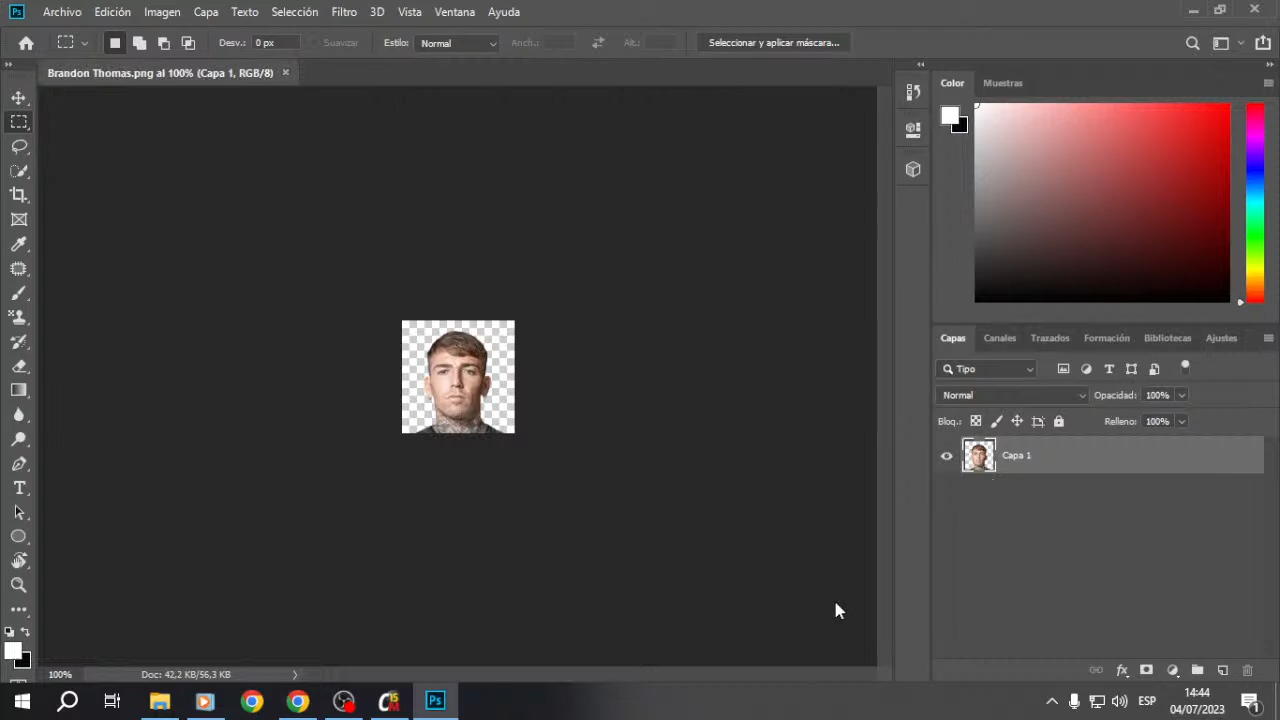 Ps Archivo Edición Imagen Capa Texto Selección Filtro 3D Vista Ventana Ayuda
Desv.: 0 px Suavizar Estilo: Normal Anch.: Alt.: Seleccionar y aplicar máscara...
Brandon Thomas.png al 100% (Capa 1, RGB/8)
Color Muestras
Capas Canales Trazados Formación Bibliotecas Ajustes
Tipo
Normal Opacidad: 100%
Bloq.: Relleno: 100%
Capa 1
100% Doc: 42,2 KB/56,3 KB
Ps ESP 14:44
04/07/2023